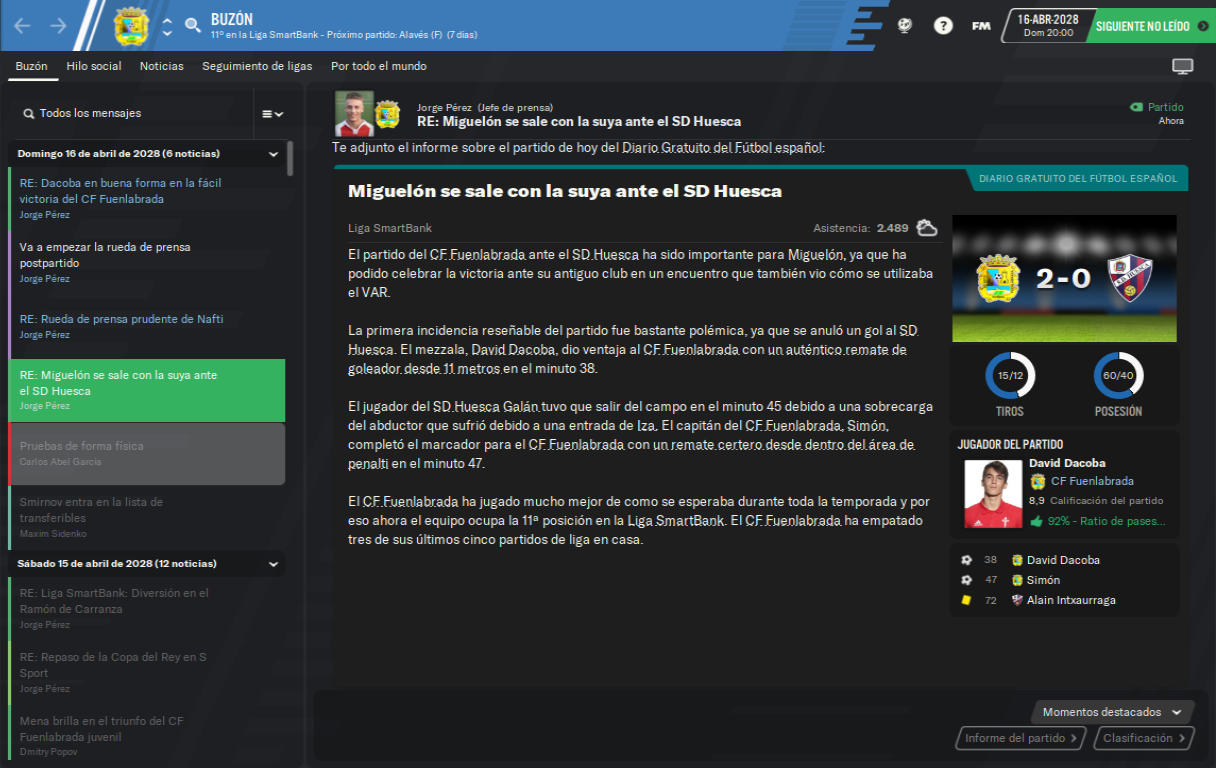 BUZÓN
11º en la Liga SmartBank - Próximo partido: Alavés (F) (7 días)
?
FM
16-ABR-2028
Dom 20:00
SIGUIENTE NO LEÍDO
Buzón Hilo social Noticias Seguimiento de ligas Por todo el mundo
Todos los mensajes
Domingo 16 de abril de 2028 (6 noticias)
RE: Dacoba en buena forma en la fácil
victoria del CF Fuenlabrada
Jorge Pérez
Va a empezar la rueda de prensa
postpartido
Jorge Pérez
RE: Rueda de prensa prudente de Nafti
Jorge Pérez
RE: Miguelón se sale con la suya ante
el SD Huesca
Jorge Pérez
Pruebas de forma física
Carlos Abel García
Smirnov entra en la lista de
transferibles
Maxim Sidenko
Sábado 15 de abril de 2028 (12 noticias)
RE: Liga SmartBank: Diversión en el
Ramón de Carranza
Jorge Pérez
RE: Repaso de la Copa del Rey en S
Sport
Jorge Pérez
Mena brilla en el triunfo del CF
Fuenlabrada juvenil
Dmitry Popov
Jorge Pérez (Jefe de prensa)
RE: Miguelón se sale con la suya ante el SD Huesca
Partido
Ahora
Te adjunto el informe sobre el partido de hoy del Diario Gratuito del Fútbol español:
Miguelón se sale con la suya ante el SD Huesca
DIARIO GRATUITO DEL FÚTBOL ESPAÑOL
Liga SmartBank
Asistencia: 2.489
El partido del CF Fuenlabrada ante el SD Huesca ha sido importante para Miguelón, ya que ha
podido celebrar la victoria ante su antiguo club en un encuentro que también vio cómo se utilizaba
el VAR.
La primera incidencia reseñable del partido fue bastante polémica, ya que se anuló un gol al SD
Huesca. El mezzala, David Dacoba, dio ventaja al CF Fuenlabrada con un auténtico remate de
goleador desde 11 metros en el minuto 38.
El jugador del SD Huesca Galán tuvo que salir del campo en el minuto 45 debido a una sobrecarga
del abductor que sufrió debido a una entrada de Iza. El capitán del CF Fuenlabrada, Simón,
completó el marcador para el CF Fuenlabrada con un remate certero desde dentro del área de
penalti en el minuto 47.
El CF Fuenlabrada ha jugado mucho mejor de como se esperaba durante toda la temporada y por
eso ahora el equipo ocupa la 11ª posición en la Liga SmartBank. El CF Fuenlabrada ha empatado
tres de sus últimos cinco partidos de liga en casa.
2-0
15/12
60/40
TIROS
POSESIÓN
JUGADOR DEL PARTIDO
David Dacoba
CF Fuenlabrada
8.9 Calificación del partido
92% - Ratio de pases...
38 David Dacoba
47 Simón
72 Alain Intxaurraga
Momentos destacados
Informe del partido
Clasificación